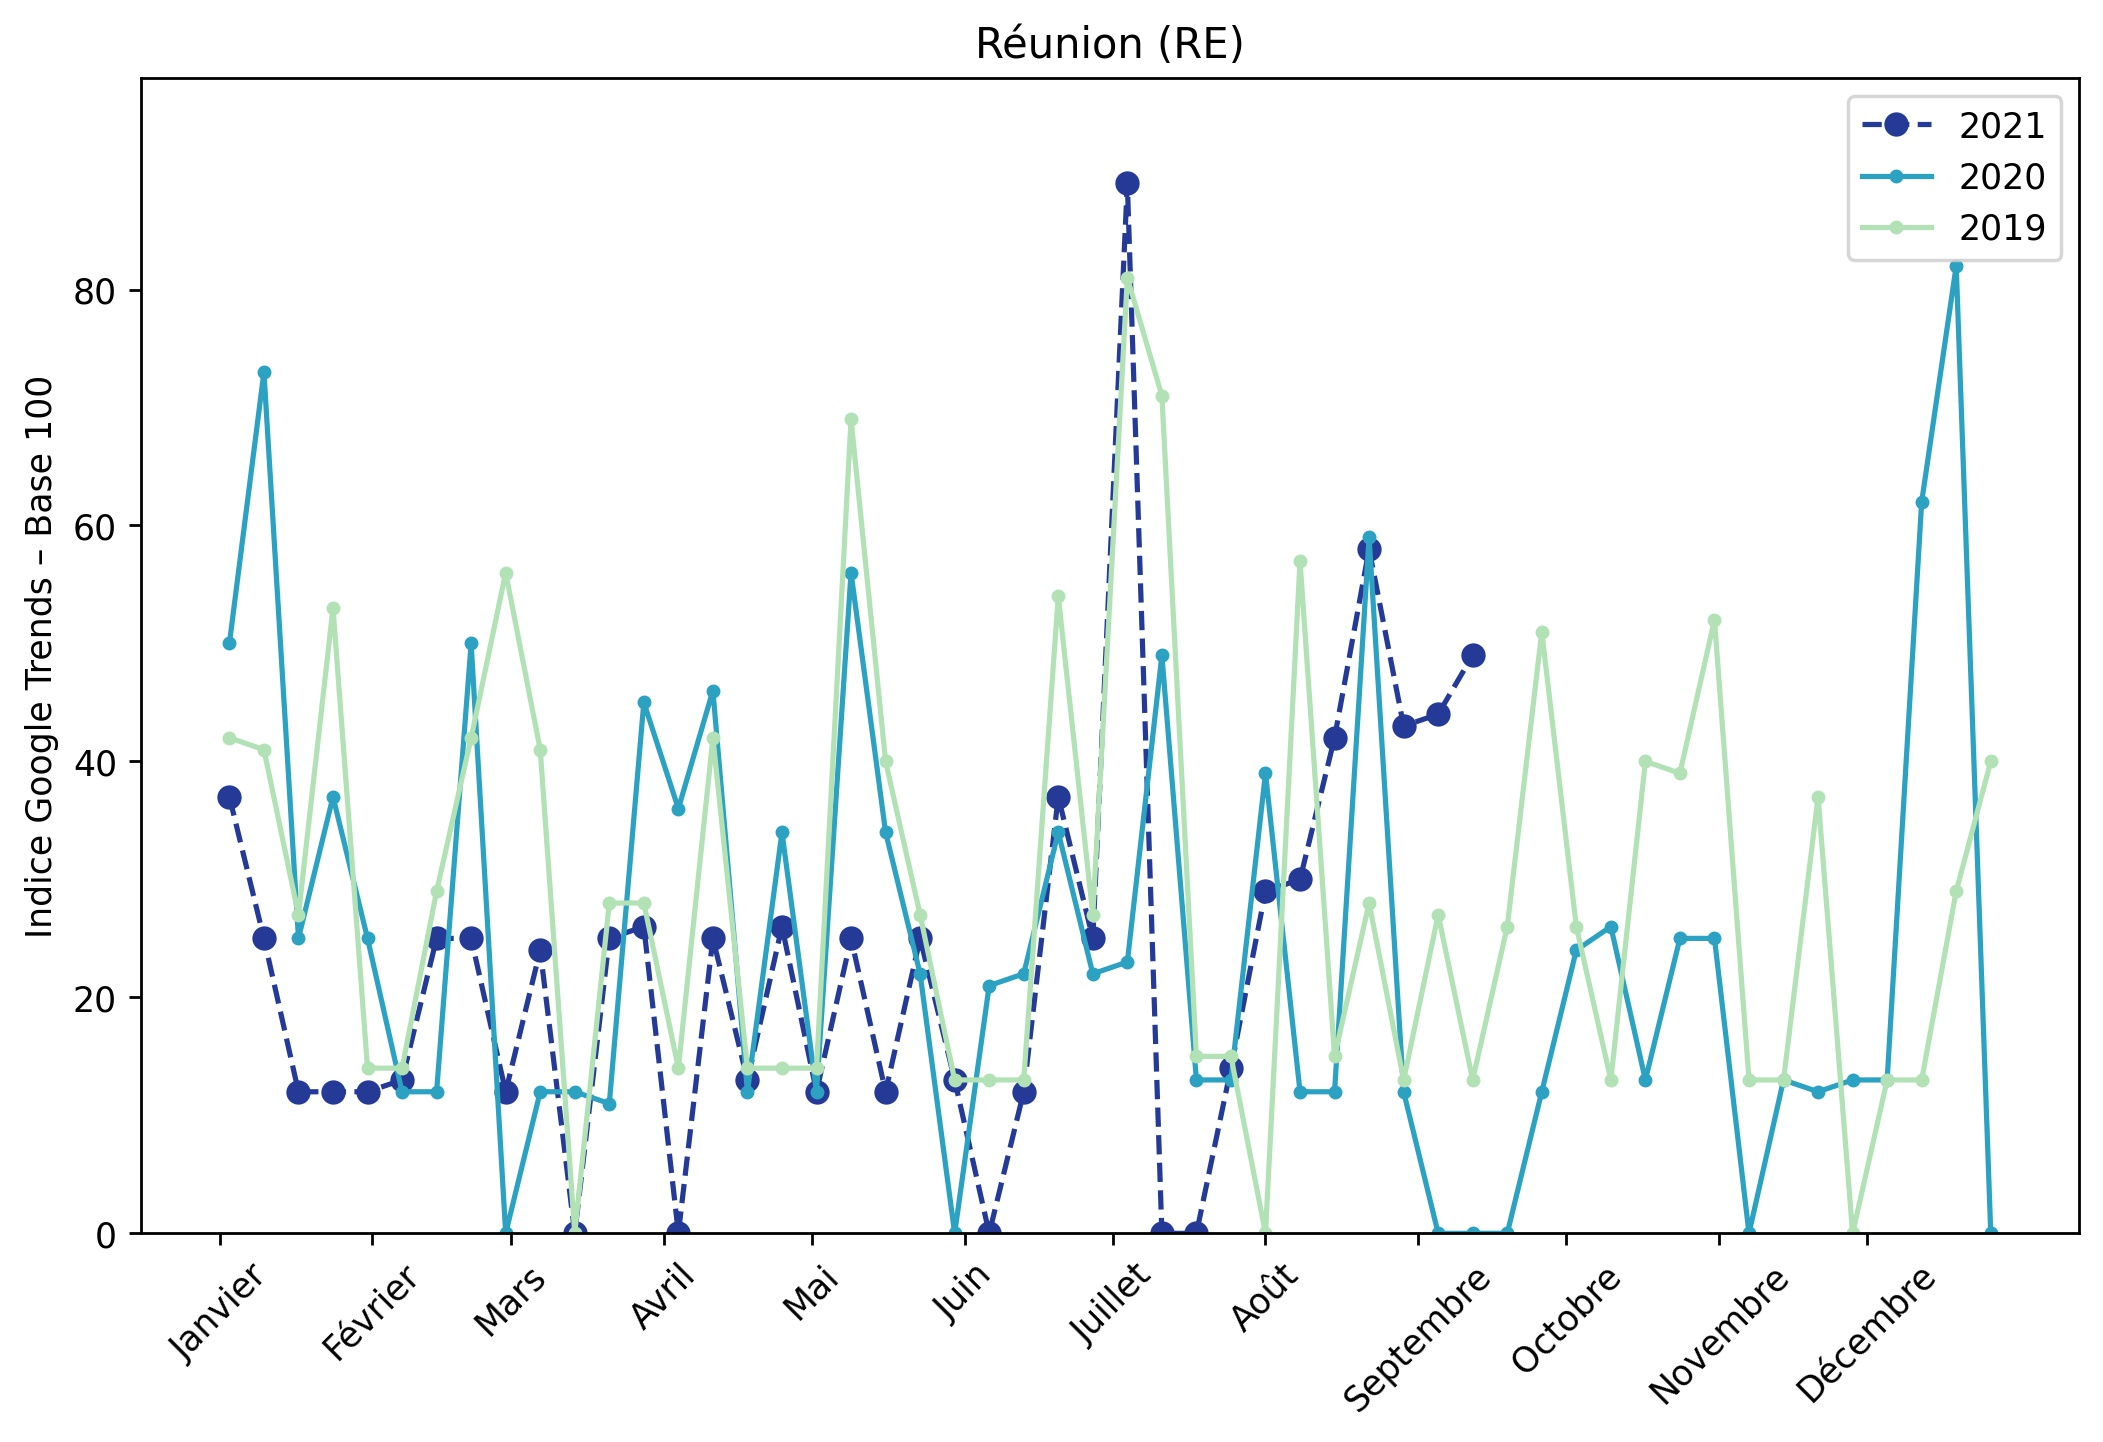 Réunion (RE)
2021
2020
2019
Indice Google Trends – Base 100
80
60
40
20
0
Janvier
Février
Mars
Avril
Mai
Juin
Juillet
Août
Septembre
Octobre
Novembre
Décembre